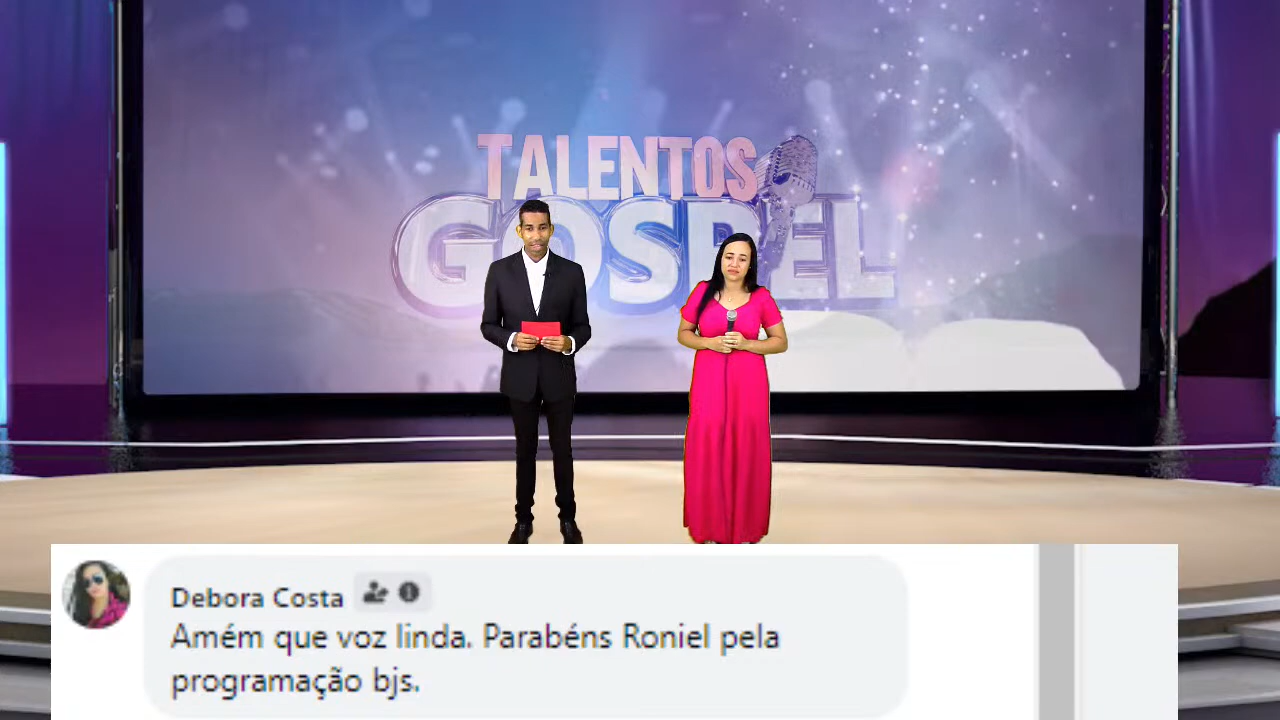 TALENTOS
GOSPEL
Debora Costa
Amém que voz linda. Parabéns Roniel pela
programação bjs.